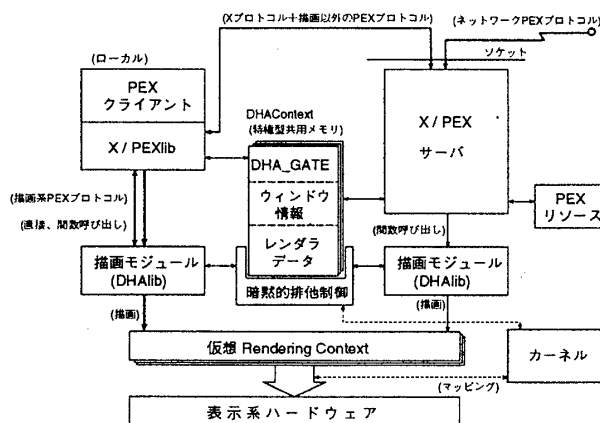 (Xプロトコル+描画以外のPEXプロトコル)
(ネットワークPEXプロトコル)
ソケット
(ローカル)
PEX
クライアント
X / PEXlib
DHAContext
(特権型共用メモリ)
DHA_GATE
ウィンドウ
情報
レンダラ
データ
暗黙的排他制御
X / PEX
サーバ
PEX
リソース
(描画系PEXプロトコル)
(直接、関数呼び出し)
(関数呼び出し)
描画モジュール
(DHAlib)
描画モジュール
(DHAlib)
(描画)
(描画)
仮想 Rendering Context
カーネル
(マッピング)
表示系ハードウェア